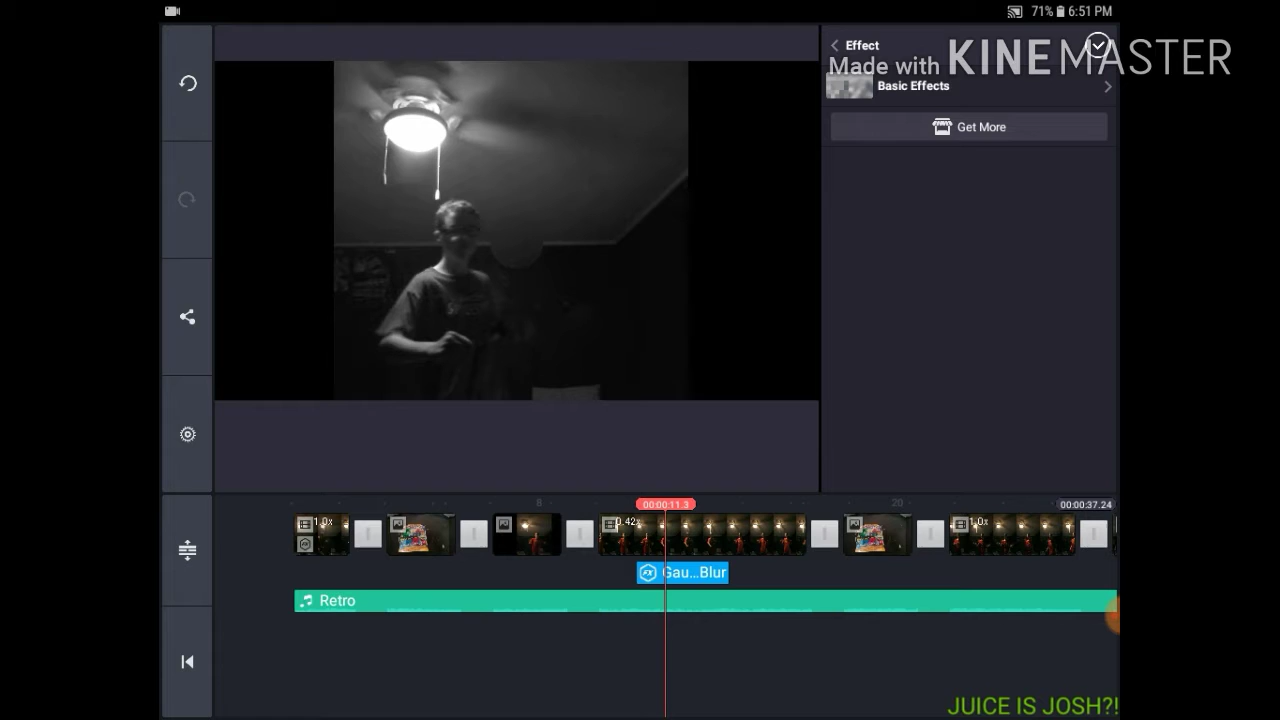 71% 6:51 PM
Effect
Made with KINEMASTER
Basic Effects
Get More
8
00:00:11.3
20
00:00:37.24
1.0x
0.42x
1.0x
Gau...Blur
Retro
JUICE IS JOSH?!